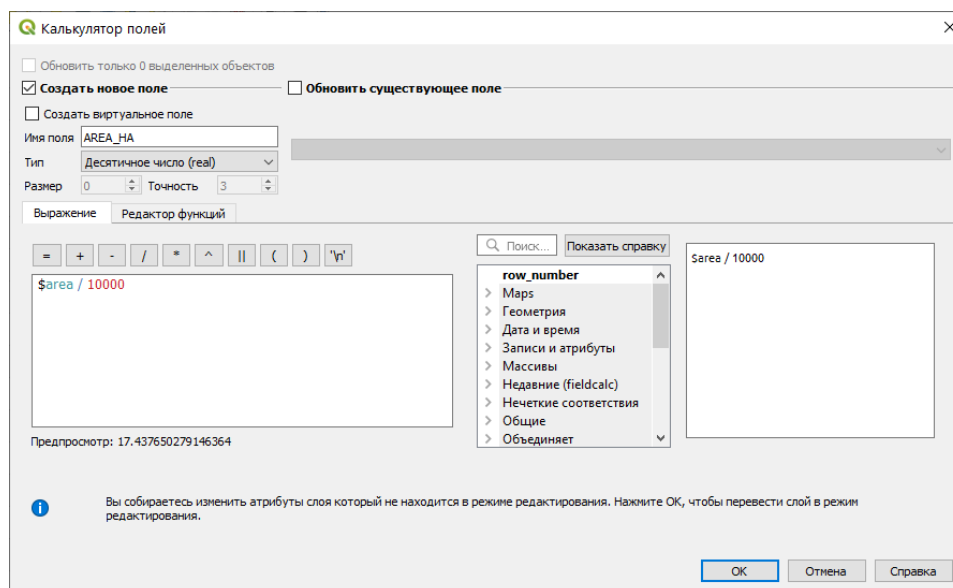 Калькулятор полей
Обновить только 0 выделенных объектов
Создать новое поле
Обновить существующее поле
Создать виртуальное поле
Имя поля AREA_HA
Тип Десятичное число (real)
Размер 0 Точность 3
Выражение Редактор функций
= + - / * ^ || ( ) '\n'
$area / 10000
Предпросмотр: 17.437650279146364
Поиск... Показать справку
row_number
Maps
Геометрия
Дата и время
Записи и атрибуты
Массивы
Недавние (fieldcalc)
Нечеткие соответствия
Общие
Объединяет
$area / 10000
Вы собираетесь изменить атрибуты слоя который не находится в режиме редактирования. Нажмите ОК, чтобы перевести слой в режим
редактирования.
ОК Отмена Справка